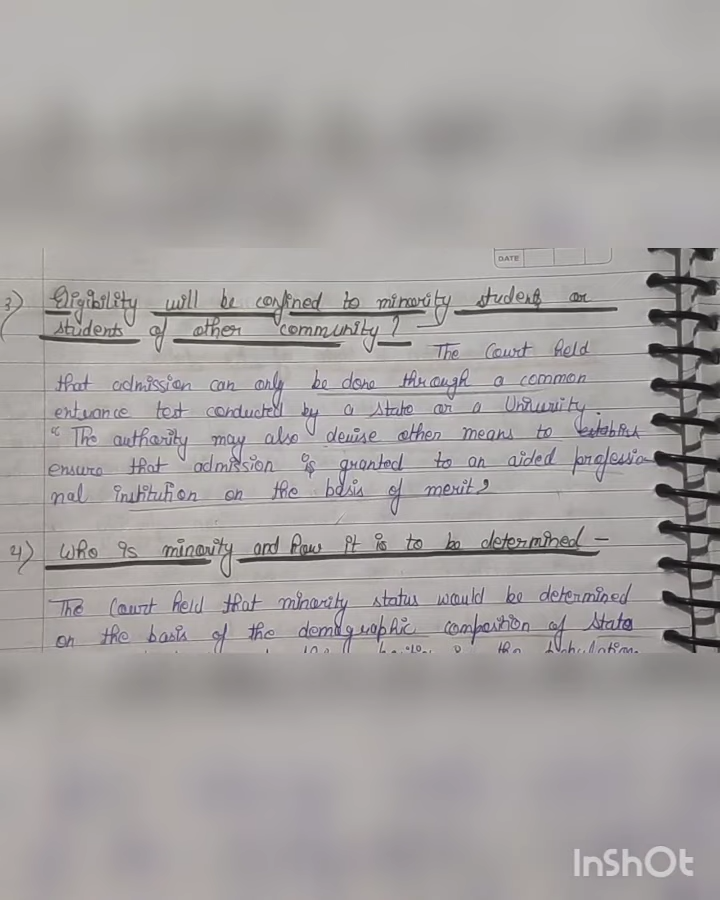 DATE
3) Eligibility will be confined to minority students or
students of other community? —
The Court held
that admission can only be done through a common
entrance test conducted by a state or a University.
"The authority may also devise other means to establish
ensure that admission is granted to an aided professio-
nal institution on the basis of merit"
4) Who is minority and how it is to be determined -
The Court held that minority status would be determined
on the basis of the demographic composition of State
the
InShOt